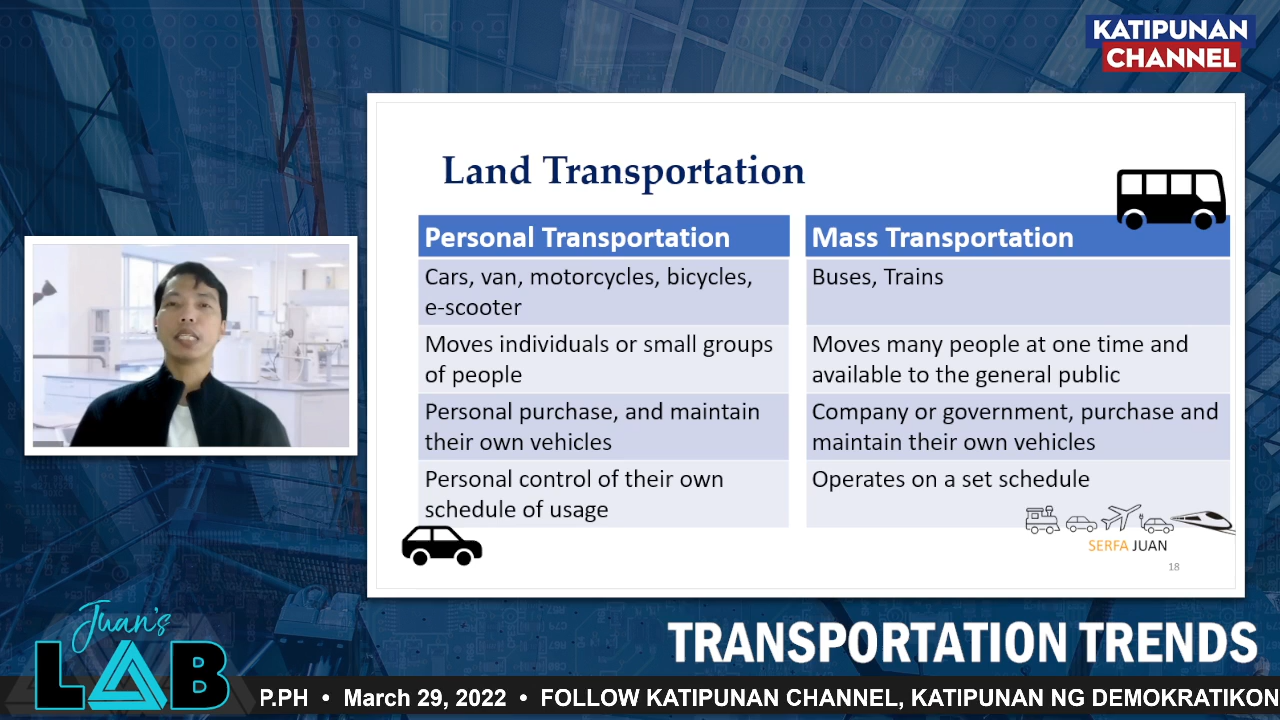 KATIPUNAN
CHANNEL
Land Transportation
Personal Transportation
Mass Transportation
Cars, van, motorcycles, bicycles,
e-scooter
Buses, Trains
Moves individuals or small groups
of people
Moves many people at one time and
available to the general public
Personal purchase, and maintain
their own vehicles
Company or government, purchase and
maintain their own vehicles
Personal control of their own
schedule of usage
Operates on a set schedule
SERFA JUAN
18
Juan's
LAB
TRANSPORTATION TRENDS
P.PH • March 29, 2022 • FOLLOW KATIPUNAN CHANNEL, KATIPUNAN NG DEMOKRATIKON